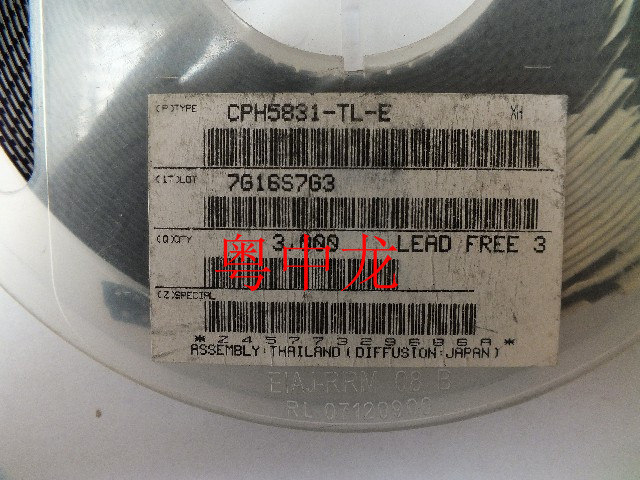 (P)TYPE CPH5831-TL-E XH
(1T)LOT 7G16S7G3
(Q)QTY 3,000 LEAD FREE 3
粤中龙
(Z)SPECIAL
*Z4577329666A*
ASSEMBLY:THAILAND(DIFFUSION:JAPAN)
EIAJ-RRM 08 B